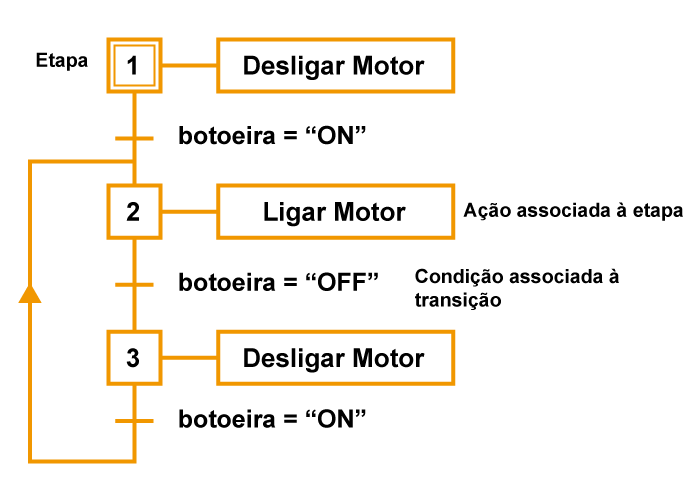 Etapa
1
Desligar Motor
botoeira = “ON”
2
Ligar Motor
Ação associada à etapa
botoeira = “OFF”
Condição associada à
transição
3
Desligar Motor
botoeira = “ON”